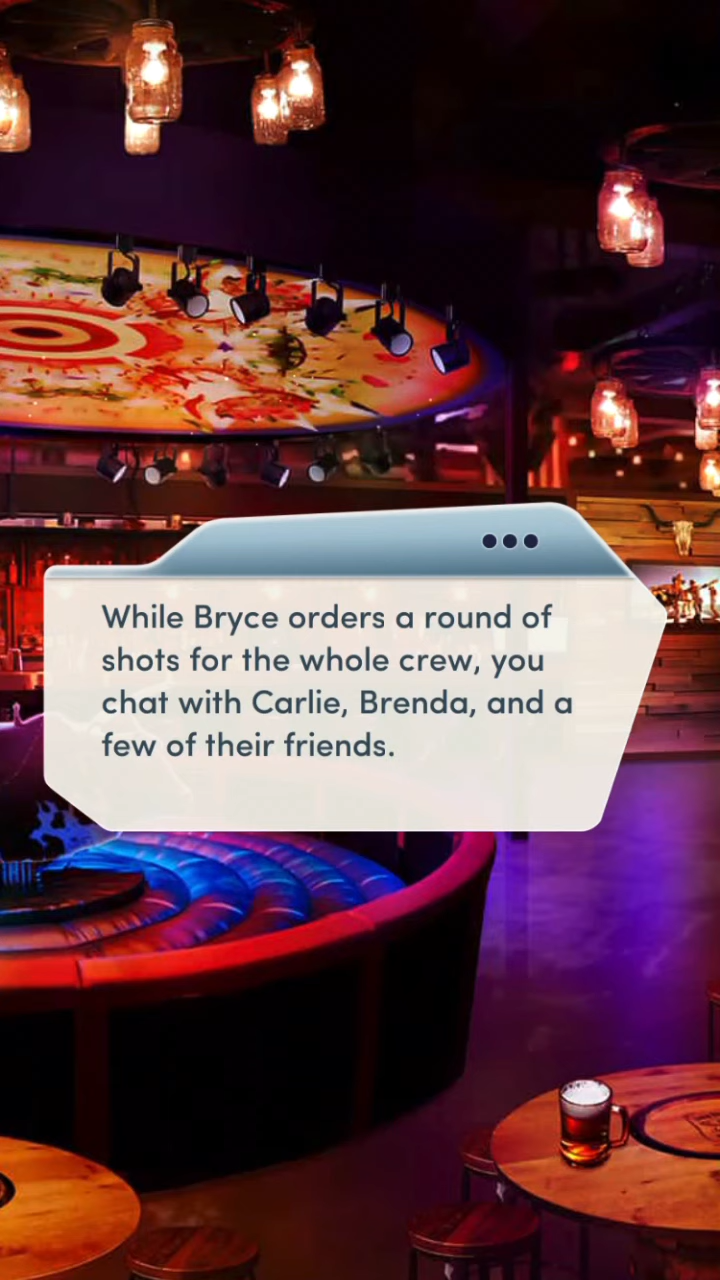 While Bryce orders a round of
shots for the whole crew, you
chat with Carlie, Brenda, and a
few of their friends.